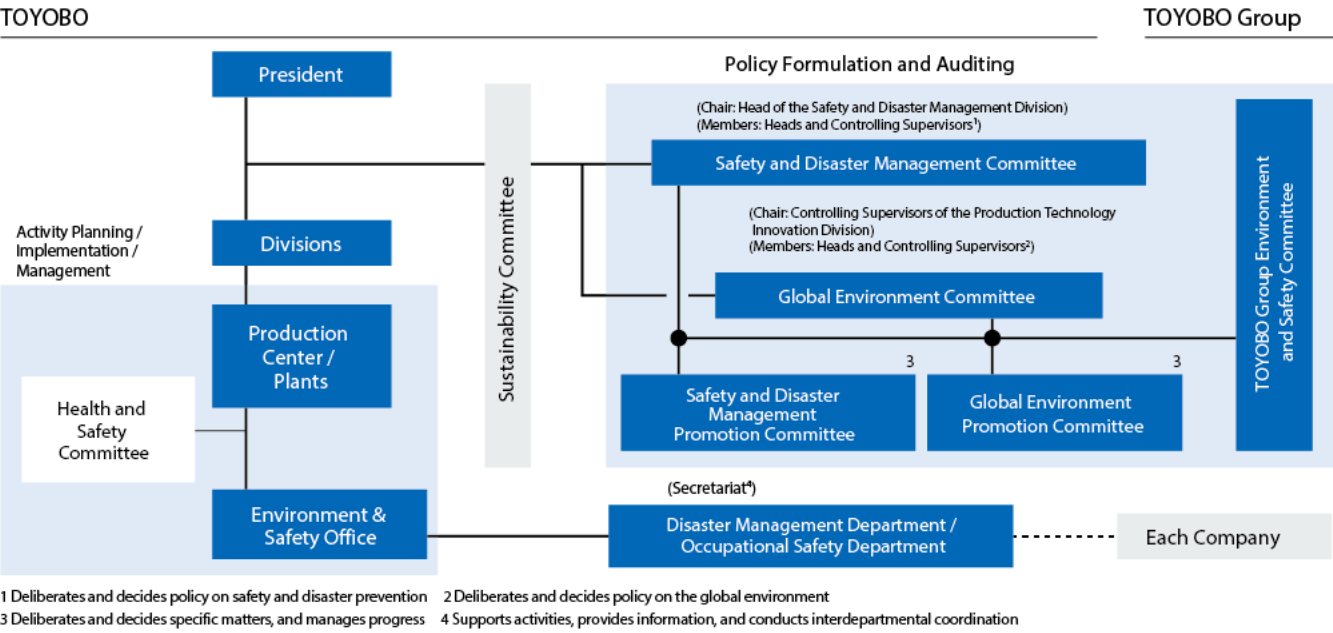 TOYOBO
TOYOBO Group
President
Policy Formulation and Auditing
(Chair: Head of the Safety and Disaster Management Division)
(Members: Heads and Controlling Supervisors¹)
Safety and Disaster Management Committee
Sustainability Committee
TOYOBO Group Environment
and Safety Committee
Activity Planning /
Implementation /
Management
Divisions
(Chair: Controlling Supervisors of the Production Technology
Innovation Division)
(Members: Heads and Controlling Supervisors²)
Global Environment Committee
Production
Center /
Plants
3
3
Safety and Disaster
Management
Promotion Committee
Global Environment
Promotion Committee
Health and
Safety
Committee
(Secretariat⁴)
Environment &
Safety Office
Disaster Management Department /
Occupational Safety Department
Each Company
1 Deliberates and decides policy on safety and disaster prevention 2 Deliberates and decides policy on the global environment
3 Deliberates and decides specific matters, and manages progress 4 Supports activities, provides information, and conducts interdepartmental coordination